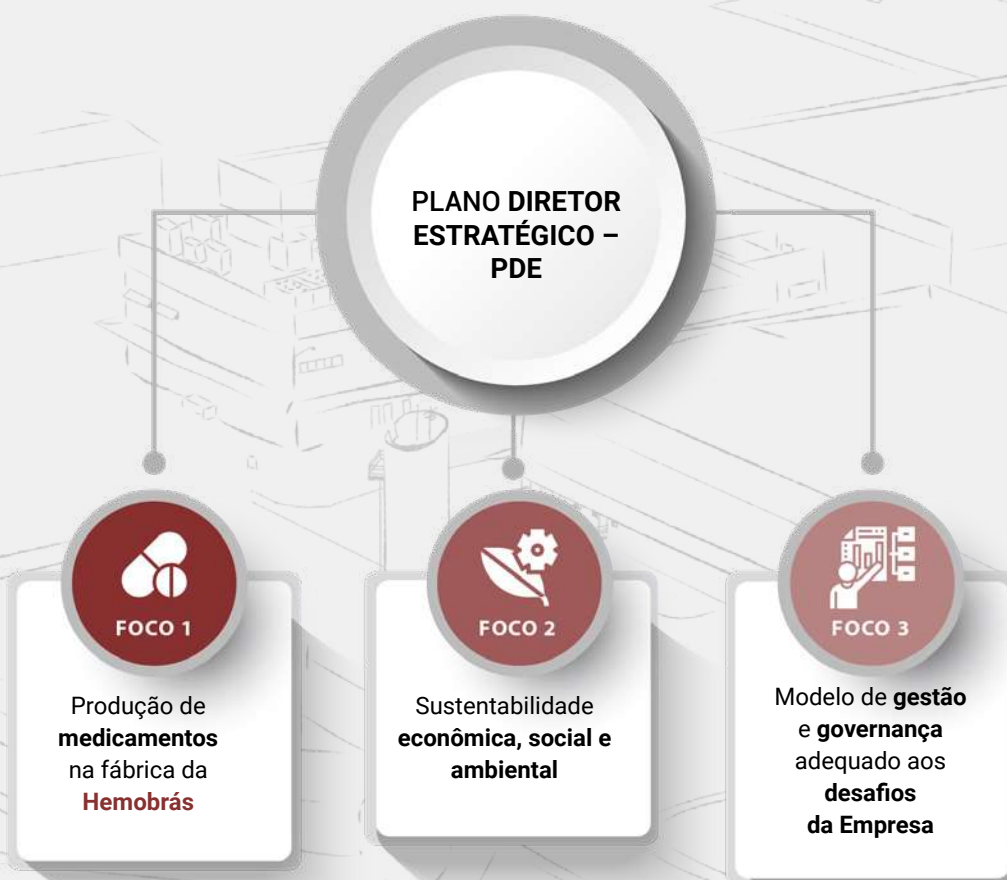 PLANO DIRETOR
ESTRATÉGICO –
PDE
FOCO 1
Produção de
medicamentos
na fábrica da
Hemobrás
FOCO 2
Sustentabilidade
econômica, social e
ambiental
FOCO 3
Modelo de gestão
e governança
adequado aos
desafios
da Empresa